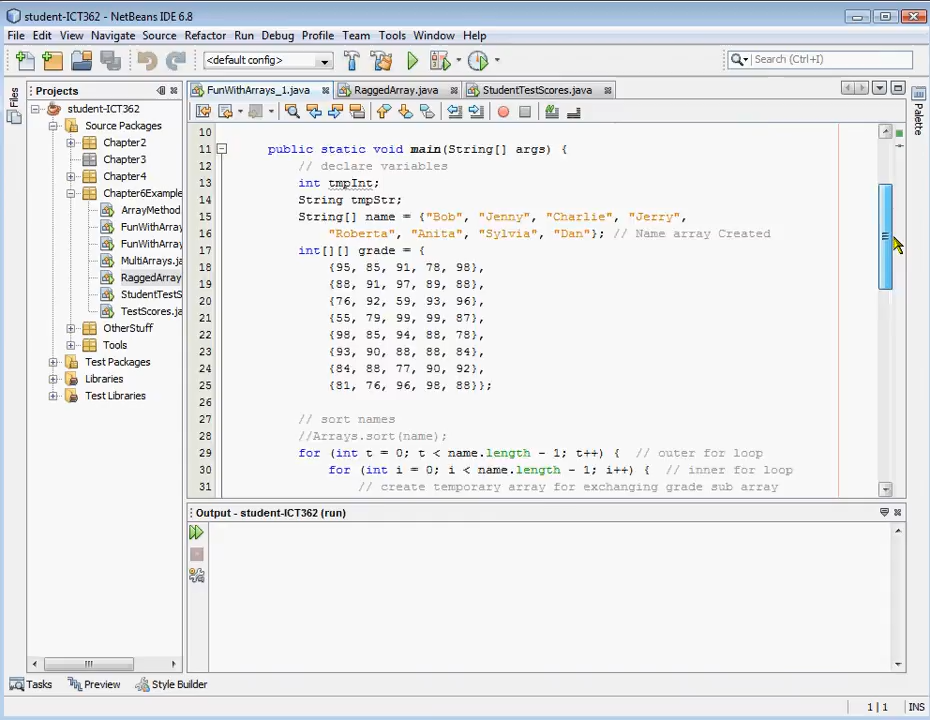 student-ICT362 - NetBeans IDE 6.8
File Edit View Navigate Source Refactor Run Debug Profile Team Tools Window Help
<default config>
Search (Ctrl+I)
Files
Projects
student-ICT362
Source Packages
Chapter2
Chapter3
Chapter4
Chapter6Example
ArrayMethod
FunWithArray
FunWithArra
MultiArrays.ja
RaggedArray
StudentTestS
TestScores.ja
OtherStuff
Tools
Test Packages
Libraries
Test Libraries
FunWithArrays_1.java RaggedArray.java StudentTestScores.java
Palette
10
11 public static void main(String[] args) {
12 // declare variables
13 int tmpInt;
14 String tmpStr;
15 String[] name = {"Bob", "Jenny", "Charlie", "Jerry",
16 "Roberta", "Anita", "Sylvia", "Dan"}; // Name array Created
17 int[][] grade = {
18 {95, 85, 91, 78, 98},
19 {88, 91, 97, 89, 88},
20 {76, 92, 59, 93, 96},
21 {55, 79, 99, 99, 87},
22 {98, 85, 94, 88, 78},
23 {93, 90, 88, 88, 84},
24 {84, 88, 77, 90, 92},
25 {81, 76, 96, 98, 88}};
26
27 // sort names
28 //Arrays.sort(name);
29 for (int t = 0; t < name.length - 1; t++) { // outer for loop
30 for (int i = 0; i < name.length - 1; i++) { // inner for loop
31 // create temporary array for exchanging grade sub array
Output - student-ICT362 (run)
Tasks Preview Style Builder
1 | 1 INS